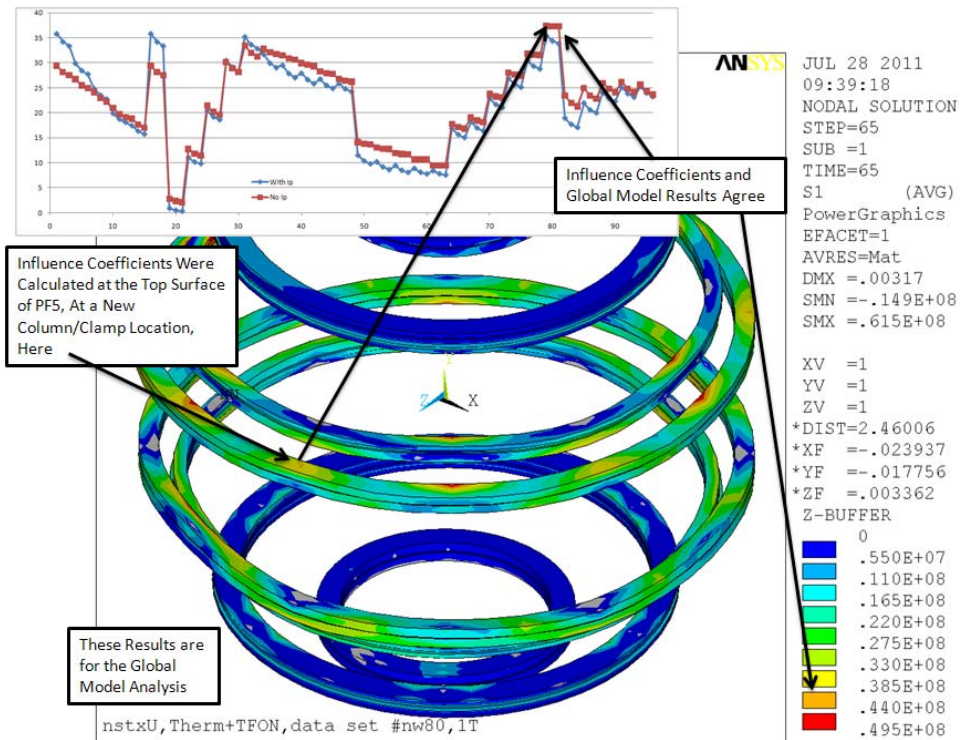 40
35
30
25
20
15
10
5
0
0 10 20 30 40 50 60 70 80 90
With Ip
No Ip
ANSYS
JUL 28 2011
09:39:18
NODAL SOLUTION
STEP=65
SUB =1
TIME=65
S1 (AVG)
PowerGraphics
EFACET=1
AVRES=Mat
DMX =.00317
SMN =-.149E+08
SMX =.615E+08
XV =1
YV =1
ZV =1
*DIST=2.46006
*XF =-.023937
*YF =-.017756
*ZF =.003362
Z-BUFFER
0
.550E+07
.110E+08
.165E+08
.220E+08
.275E+08
.330E+08
.385E+08
.440E+08
.495E+08
Influence Coefficients and
Global Model Results Agree
Influence Coefficients Were
Calculated at the Top Surface
of PF5, At a New
Column/Clamp Location,
Here
Y
Z X
These Results are
for the Global
Model Analysis
nstxU,Therm+TFON,data set #nw80,1T